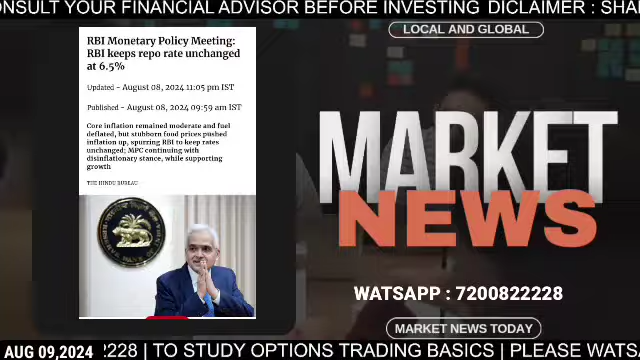 ONSULT YOUR FINANCIAL ADVISOR BEFORE INVESTING DICLAIMER : SHA
LOCAL AND GLOBAL
RBI Monetary Policy Meeting:
RBI keeps repo rate unchanged
at 6.5%
Updated - August 08, 2024 11:05 pm IST
Published - August 08, 2024 09:59 am IST
Core inflation remained moderate and fuel
deflated, but stubborn food prices pushed
inflation up, spurring RBI to keep rates
unchanged; MPC continuing with
disinflationary stance, while supporting
growth
THE HINDU BUREAU
MARKET
NEWS
WATSAPP : 7200822228
MARKET NEWS TODAY
AUG 09,2024
2228 | TO STUDY OPTIONS TRADING BASICS | PLEASE WATS